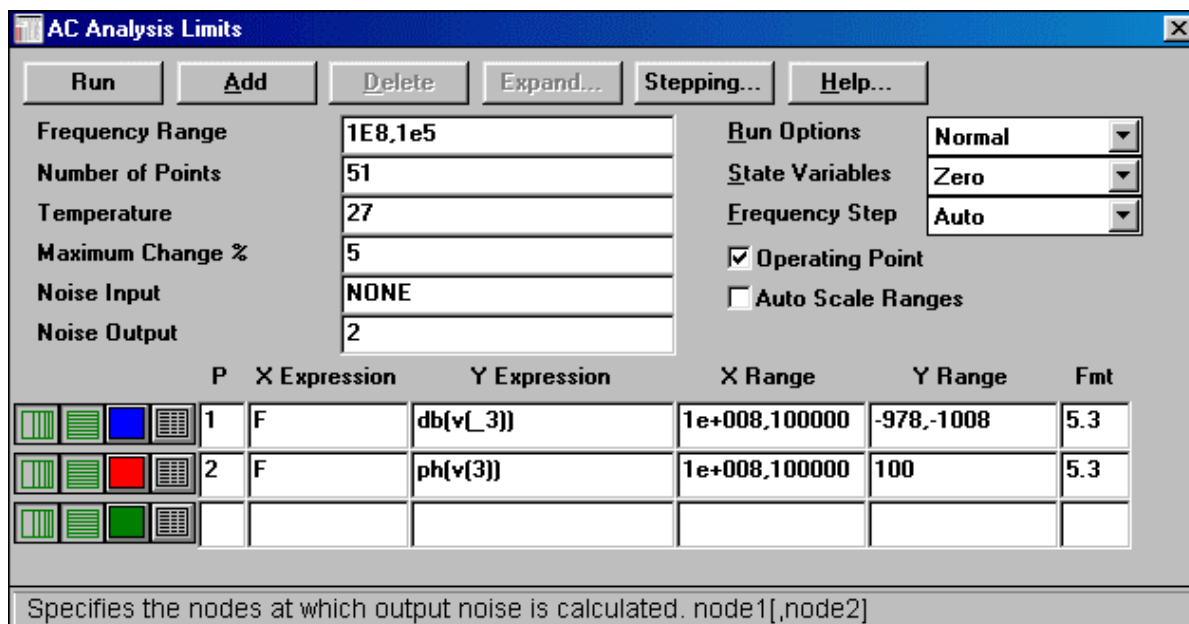 AC Analysis Limits
Run Add Delete Expand... Stepping... Help...
Frequency Range 1E8,1e5 Run Options Normal
Number of Points 51 State Variables Zero
Temperature 27 Frequency Step Auto
Maximum Change % 5 Operating Point
Noise Input NONE Auto Scale Ranges
Noise Output 2
P X Expression Y Expression X Range Y Range Fmt
1 F db(v(_3)) 1e+008,100000 -978,-1008 5.3
2 F ph(v(3)) 1e+008,100000 100 5.3
Specifies the nodes at which output noise is calculated. node1[,node2]